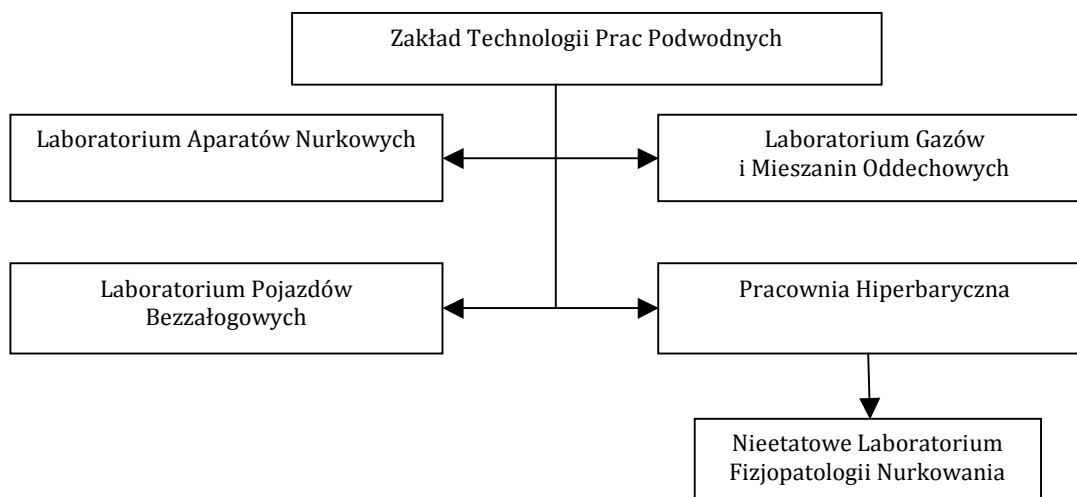 Zakład Technologii Prac Podwodnych
Laboratorium Aparatów Nurkowych
Laboratorium Gazów
i Mieszanin Oddechowych
Laboratorium Pojazdów
Bezzałogowych
Pracownia Hiperbaryczna
Nieetatowe Laboratorium
Fizjopatologii Nurkowania